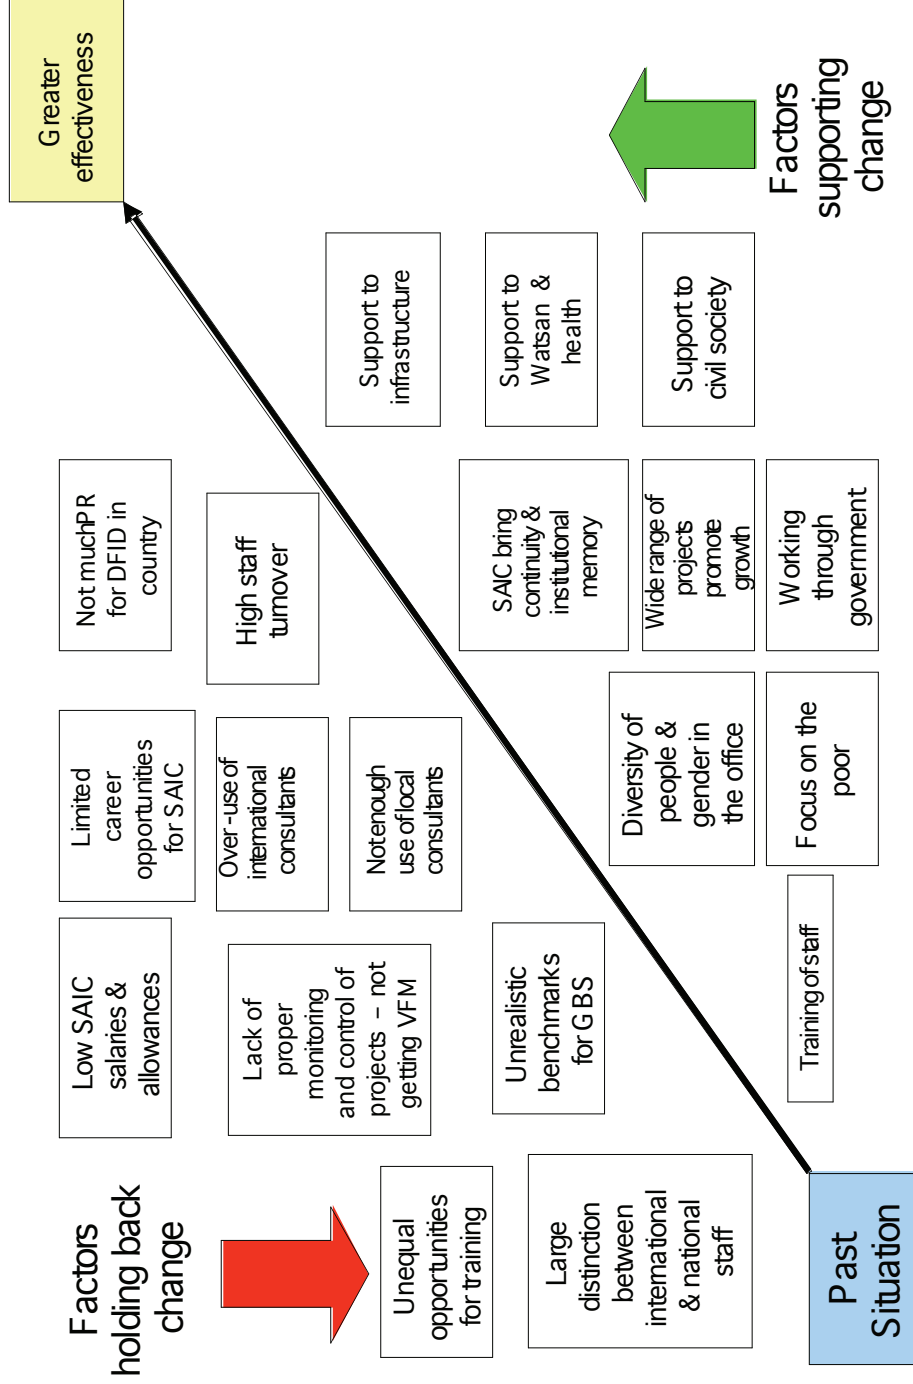 Factors
holding back
change
Low SAIC
salaries &
allowances
Limited
career
opportunities
for SAIC
Not much PR
for DFID in
country
Greater
effectiveness
Lack of
proper
monitoring
and control of
projects – not
getting VFM
Over-use of
international
consultants
High staff
turnover
Not enough
use of local
consultants
Unequal
opportunities
for training
Unrealistic
benchmarks
for GBS
Large
distinction
between
international
& national
staff
Support to
infrastructure
Support to
Watsan &
health
Support to
civil society
SAIC bring
continuity &
institutional
memory
Wide range of
projects
promote
growth
Working
through
government
Diversity of
people &
gender in
the office
Focus on the
poor
Training of staff
Past
Situation
Factors
supporting
change